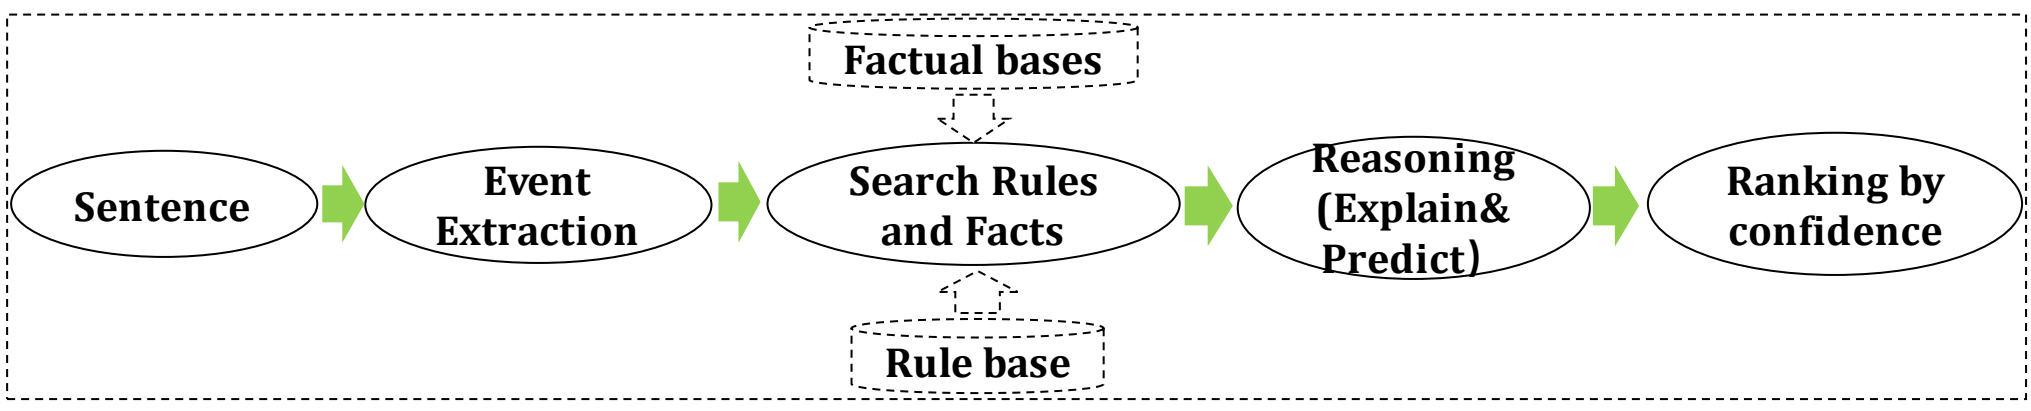 Factual bases
Sentence
Event
Extraction
Search Rules
and Facts
Reasoning
(Explain&
Predict)
Ranking by
confidence
Rule base